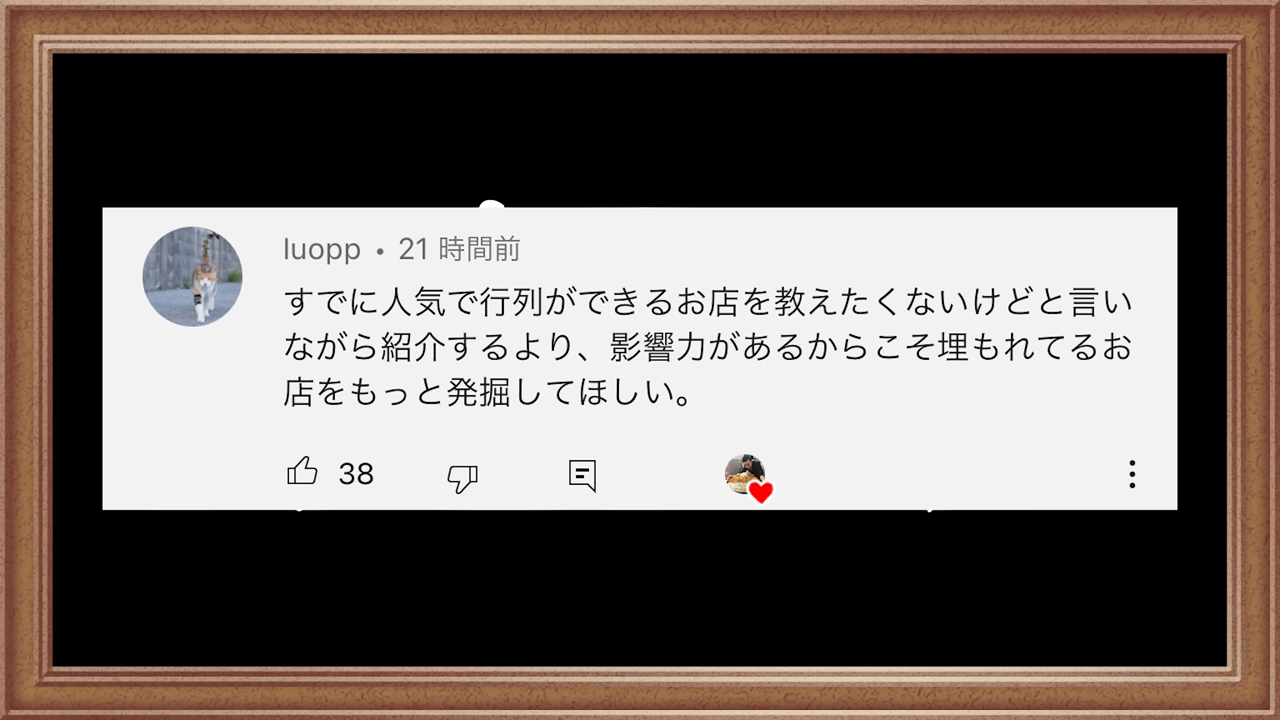 luopp • 21 時間前
すでに人気で行列ができるお店を教えたくないけどと言い
ながら紹介するより、影響力があるからこそ埋もれてるお
店をもっと発掘してほしい。
38